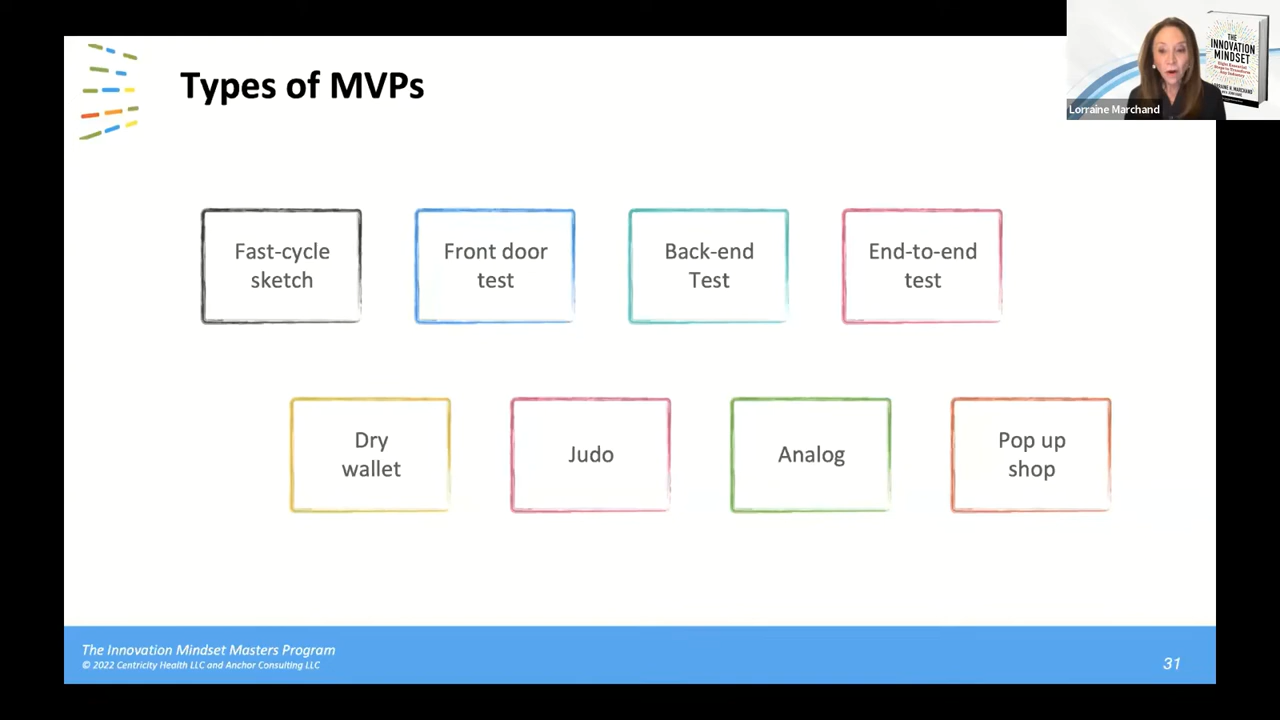 Types of MVPs
THE
INNOVATION
MINDSET
Lorraine Marchand
Fast-cycle
sketch
Front door
test
Back-end
Test
End-to-end
test
Dry
wallet
Judo
Analog
Pop up
shop
The Innovation Mindset Masters Program
© 2022 Centricity Health LLC and Anchor Consulting LLC
31